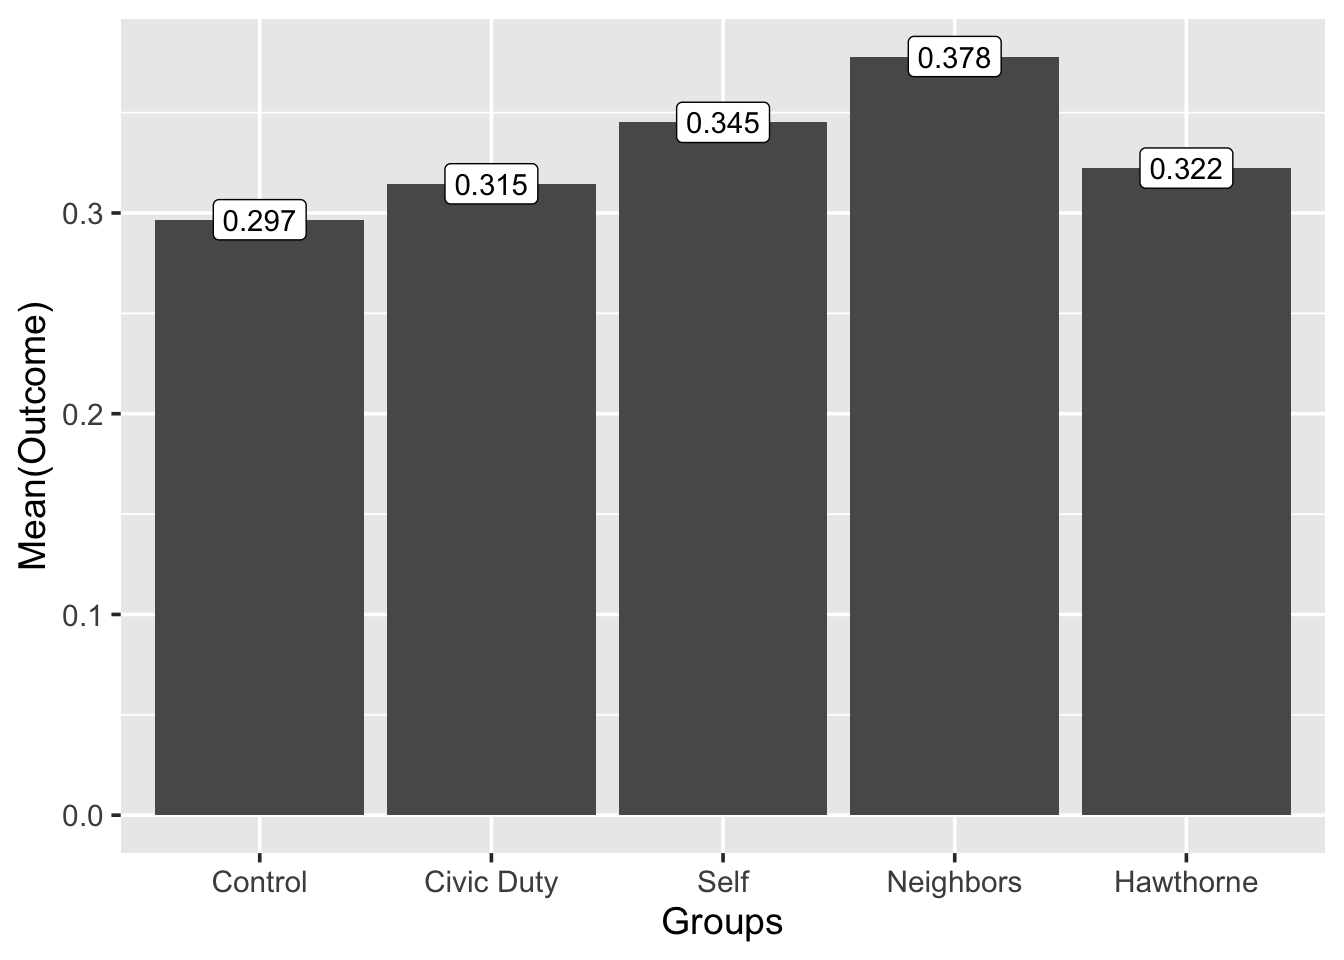 0.378
0.345
0.322
0.315
0.297
0.3
0.2
0.1
0.0
Mean(Outcome)
Control
Civic Duty
Self
Neighbors
Hawthorne
Groups